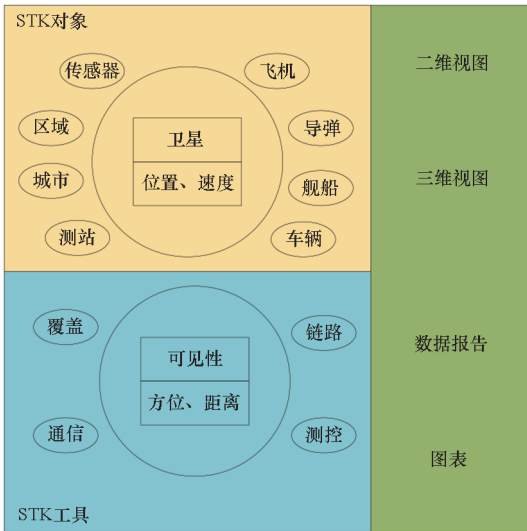 STK对象
传感器
飞机
区域
导弹
卫星
位置、速度
城市
舰船
测站
车辆
覆盖
链路
可见性
方位、距离
通信
测控
STK工具
二维视图
三维视图
数据报告
图表